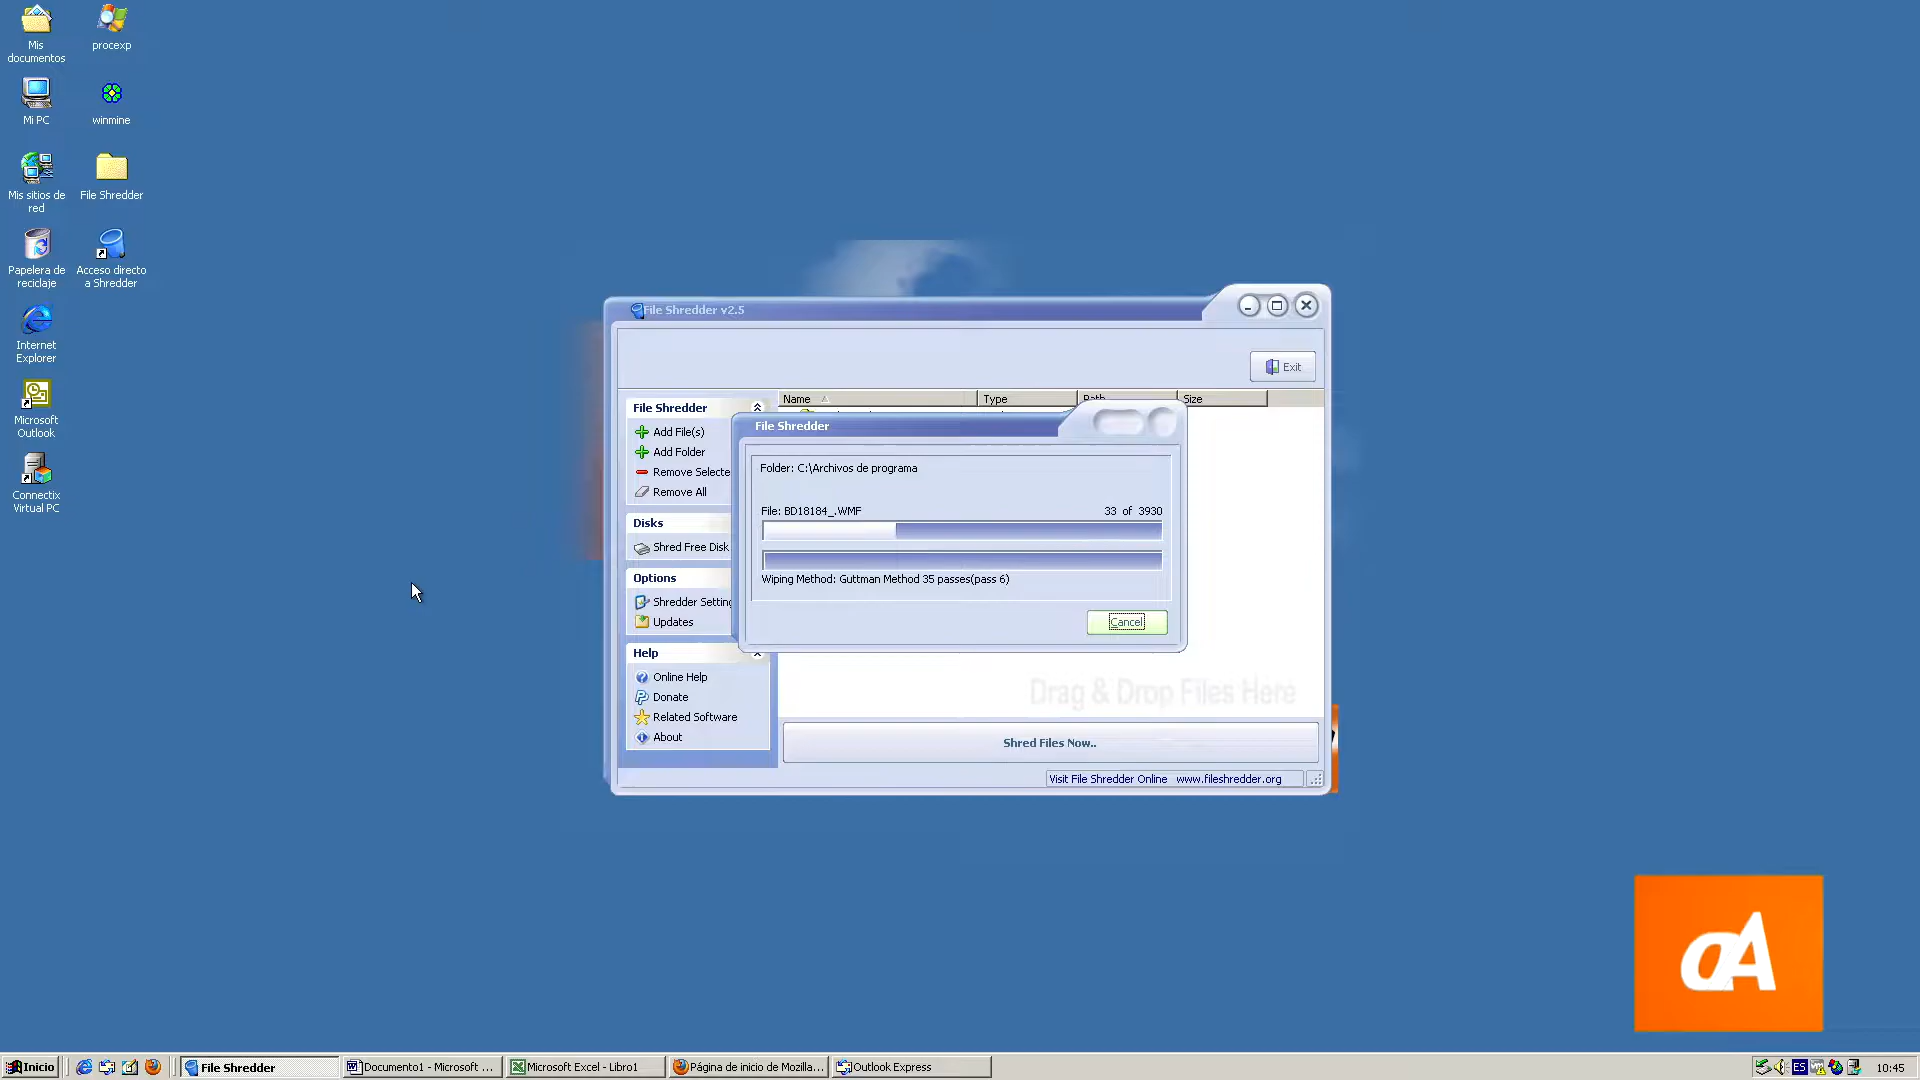 Mis
documentos
procexp
Mi PC
winmine
Mis sitios de
red
File Shredder
Papelera de
reciclaje
Acceso directo
a Shredder
Internet
Explorer
Microsoft
Outlook
Connectix
Virtual PC
File Shredder v2.5
Exit
File Shredder
Add File(s)
Add Folder
Remove Selecte
Remove All
Disks
Shred Free Disk
Options
Shredder Setting
Updates
Help
Online Help
Donate
Related Software
About
Name
Type
Path
Size
File Shredder
Folder: C:\Archivos de programa
File: BD18184_.WMF
33 of 3930
Wiping Method: Guttman Method 35 passes(pass 6)
Cancel
Drag & Drop Files Here
Shred Files Now..
Visit File Shredder Online www.fileshredder.org
aA
Inicio
File Shredder
Documento1 - Microsoft ...
Microsoft Excel - Libro1
Página de inicio de Mozilla...
Outlook Express
ES
10:45